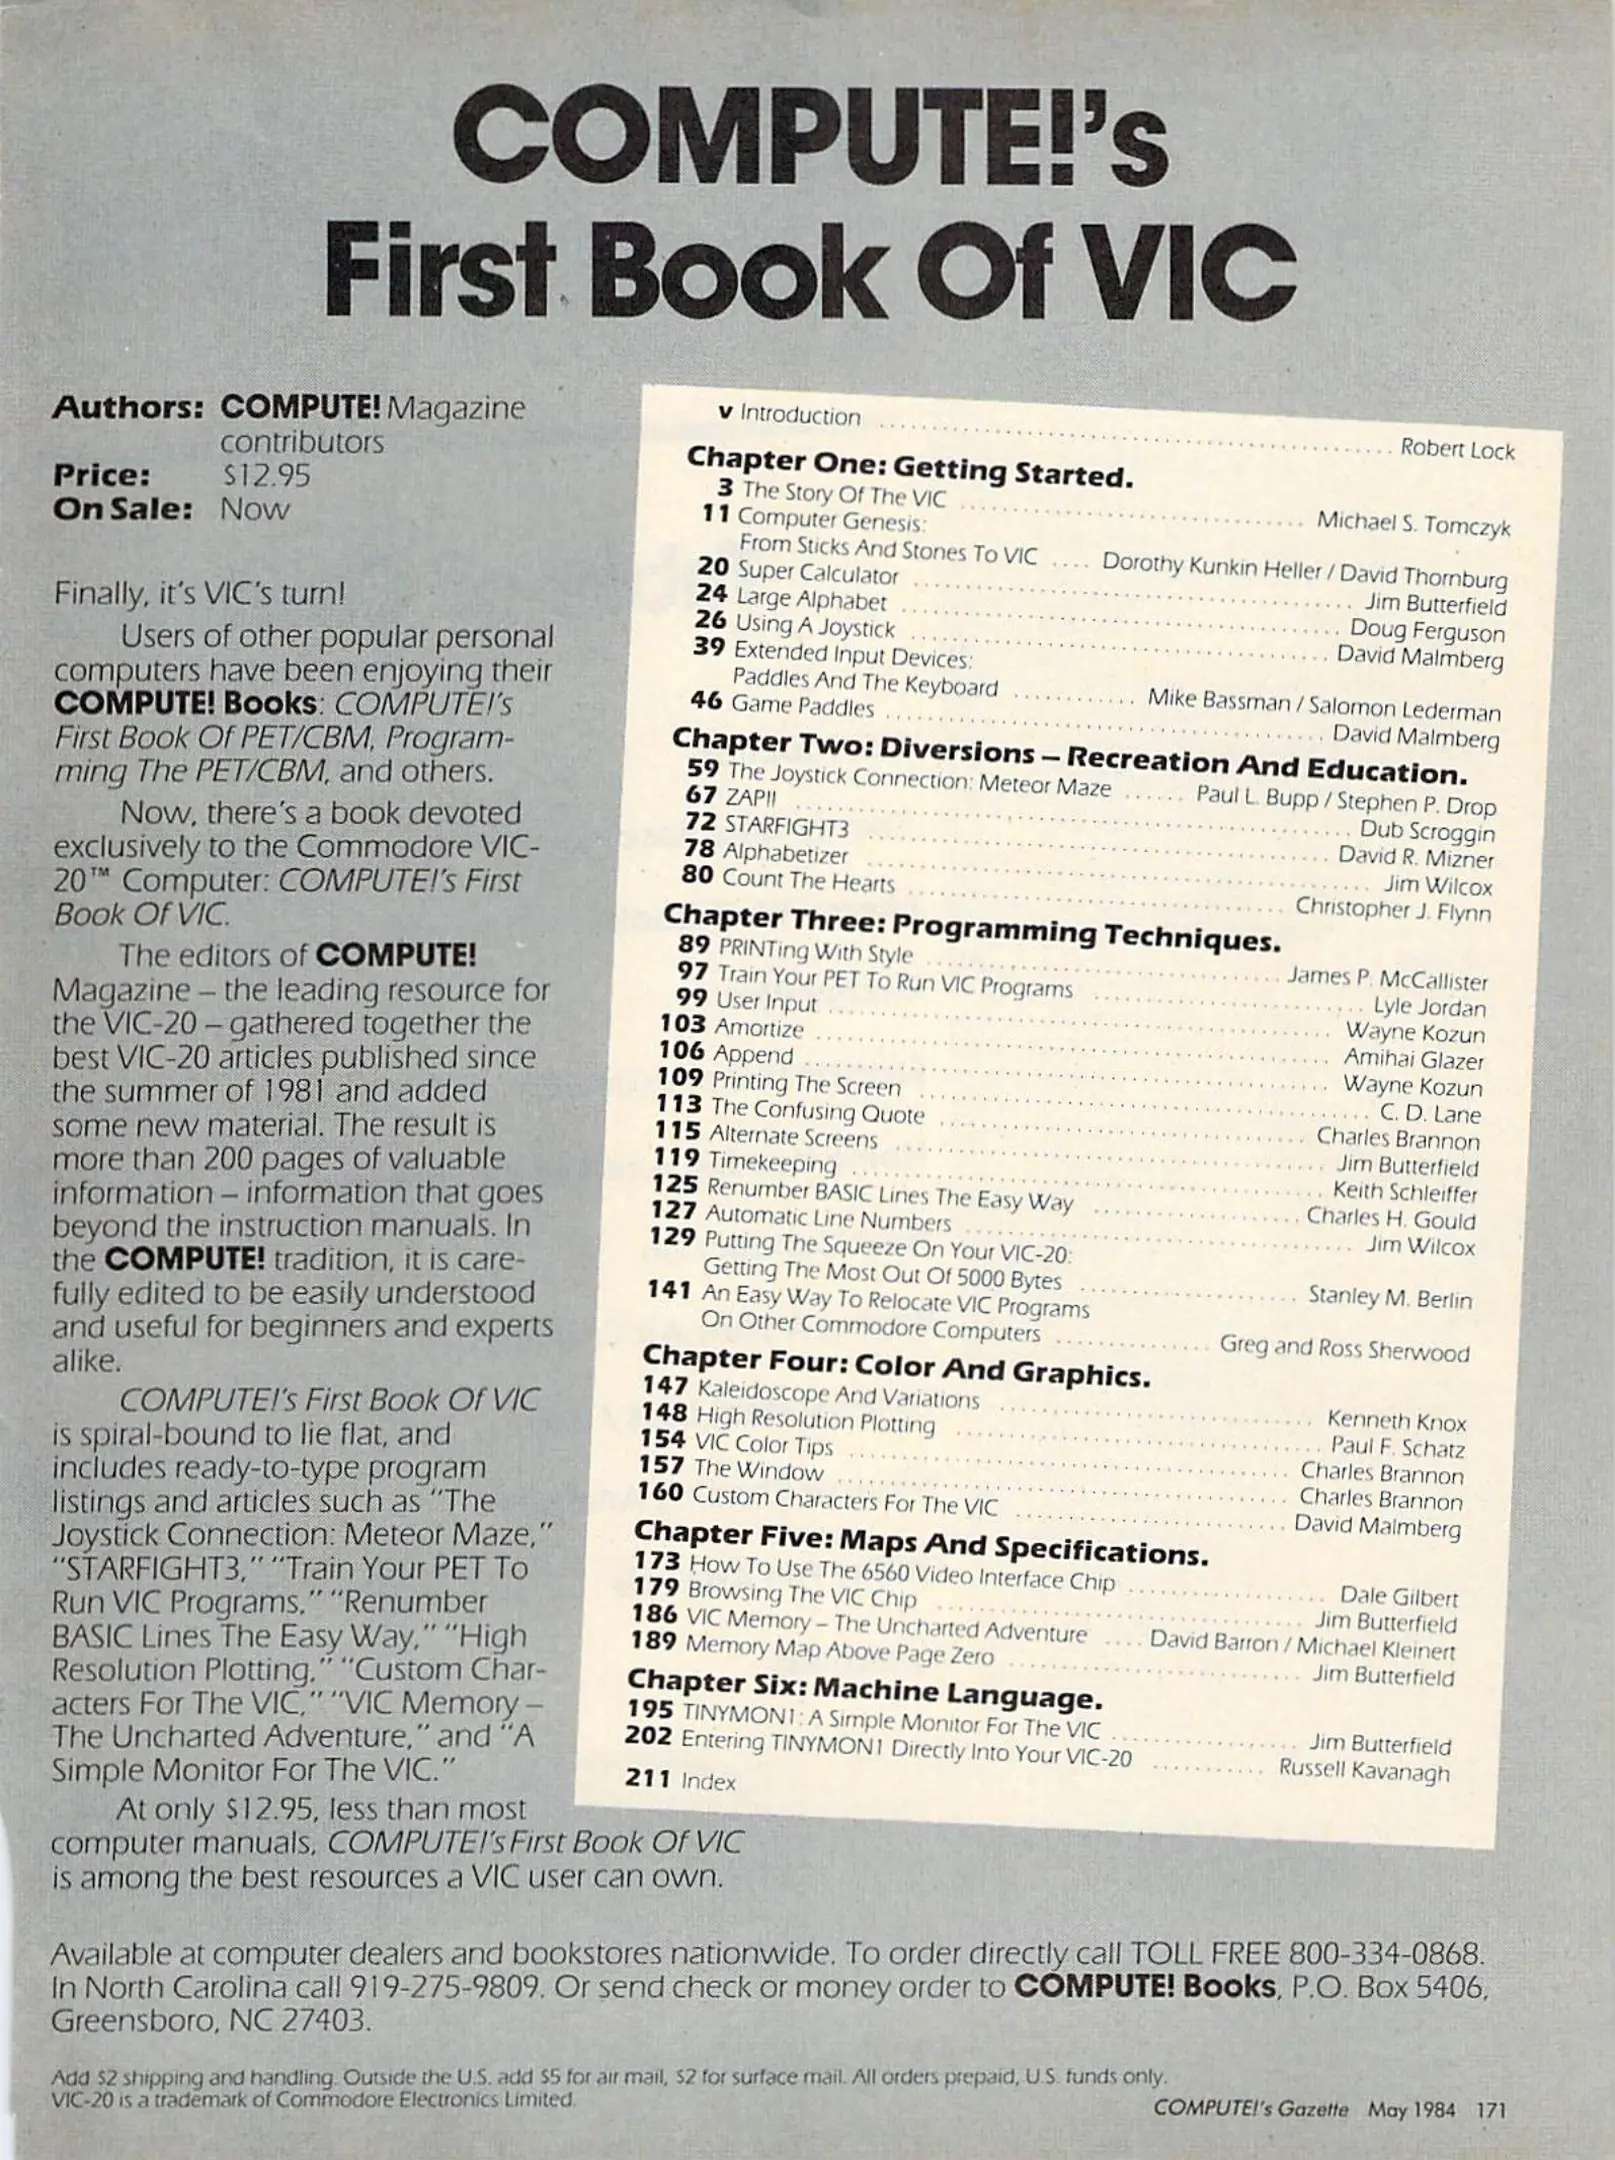 COMPUTE!'s
First Book Of VIC
Authors: COMPUTE! Magazine
contributors
Price: $12.95
On Sale: Now
Finally, it's VIC's turn!
Users of other popular personal
computers have been enjoying their
COMPUTE! Books: COMPUTE!'s
First Book Of PET/CBM, Program-
ming The PET/CBM, and others.
Now, there's a book devoted
exclusively to the Commodore VIC-
20™ Computer: COMPUTE!'s First
Book Of VIC.
The editors of COMPUTE!
Magazine – the leading resource for
the VIC-20 – gathered together the
best VIC-20 articles published since
the summer of 1981 and added
some new material. The result is
more than 200 pages of valuable
information – information that goes
beyond the instruction manuals. In
the COMPUTE! tradition, it is care-
fully edited to be easily understood
and useful for beginners and experts
alike.
COMPUTE!'s First Book Of VIC
is spiral-bound to lie flat, and
includes ready-to-type program
listings and articles such as "The
Joystick Connection: Meteor Maze,"
"STARFIGHT3," "Train Your PET To
Run VIC Programs," "Renumber
BASIC Lines The Easy Way," "High
Resolution Plotting," "Custom Char-
acters For The VIC," "VIC Memory –
The Uncharted Adventure," and "A
Simple Monitor For The VIC."
At only $12.95, less than most
computer manuals, COMPUTE!'s First Book Of VIC
is among the best resources a VIC user can own.
v Introduction ........ Robert Lock
Chapter One: Getting Started.
3 The Story Of The VIC ........ Michael S. Tomczyk
11 Computer Genesis:
From Sticks And Stones To VIC .... Dorothy Kunkin Heller / David Thornburg
20 Super Calculator ........ Jim Butterfield
24 Large Alphabet ........ Doug Ferguson
26 Using A Joystick ........ David Malmberg
39 Extended Input Devices:
Paddles And The Keyboard ........ Mike Bassman / Salomon Lederman
46 Game Paddles ........ David Malmberg
Chapter Two: Diversions – Recreation And Education.
59 The Joystick Connection: Meteor Maze ...... Paul L. Bupp / Stephen P. Drop
67 ZAP!! ........ Dub Scroggin
72 STARFIGHT3 ........ David R. Mizner
78 Alphabetizer ........ Jim Wilcox
80 Count The Hearts ........ Christopher J. Flynn
Chapter Three: Programming Techniques.
89 PRINTing With Style ........ James P. McCallister
97 Train Your PET To Run VIC Programs ........ Lyle Jordan
99 User Input ........ Wayne Kozun
103 Amortize ........ Amihai Glazer
106 Append ........ Wayne Kozun
109 Printing The Screen ........ C. D. Lane
113 The Confusing Quote ........ Charles Brannon
115 Alternate Screens ........ Jim Butterfield
119 Timekeeping ........ Keith Schleiffer
125 Renumber BASIC Lines The Easy Way ........ Charles H. Gould
127 Automatic Line Numbers ........ Jim Wilcox
129 Putting The Squeeze On Your VIC-20:
Getting The Most Out Of 5000 Bytes ........ Stanley M. Berlin
141 An Easy Way To Relocate VIC Programs
On Other Commodore Computers ........ Greg and Ross Sherwood
Chapter Four: Color And Graphics.
147 Kaleidoscope And Variations ........ Kenneth Knox
148 High Resolution Plotting ........ Paul F. Schatz
154 VIC Color Tips ........ Charles Brannon
157 The Window ........ Charles Brannon
160 Custom Characters For The VIC ........ David Malmberg
Chapter Five: Maps And Specifications.
173 How To Use The 6560 Video Interface Chip ........ Dale Gilbert
179 Browsing The VIC Chip ........ Jim Butterfield
186 VIC Memory – The Uncharted Adventure .... David Barron / Michael Kleinert
189 Memory Map Above Page Zero ........ Jim Butterfield
Chapter Six: Machine Language.
195 TINYMON1: A Simple Monitor For The VIC ........ Jim Butterfield
202 Entering TINYMON1 Directly Into Your VIC-20 ........ Russell Kavanagh
211 Index
Available at computer dealers and bookstores nationwide. To order directly call TOLL FREE 800-334-0868.
In North Carolina call 919-275-9809. Or send check or money order to COMPUTE! Books, P.O. Box 5406,
Greensboro, NC 27403.
Add $2 shipping and handling. Outside the U.S. add $5 for air mail, $2 for surface mail. All orders prepaid, U.S. funds only.
VIC-20 is a trademark of Commodore Electronics Limited.
COMPUTE!'s Gazette May 1984 171